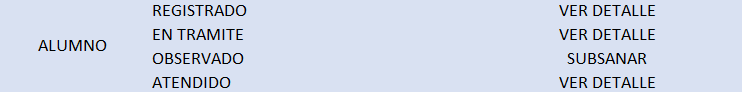 REGISTRADO VER DETALLE
EN TRAMITE VER DETALLE
ALUMNO
OBSERVADO SUBSANAR
ATENDIDO VER DETALLE